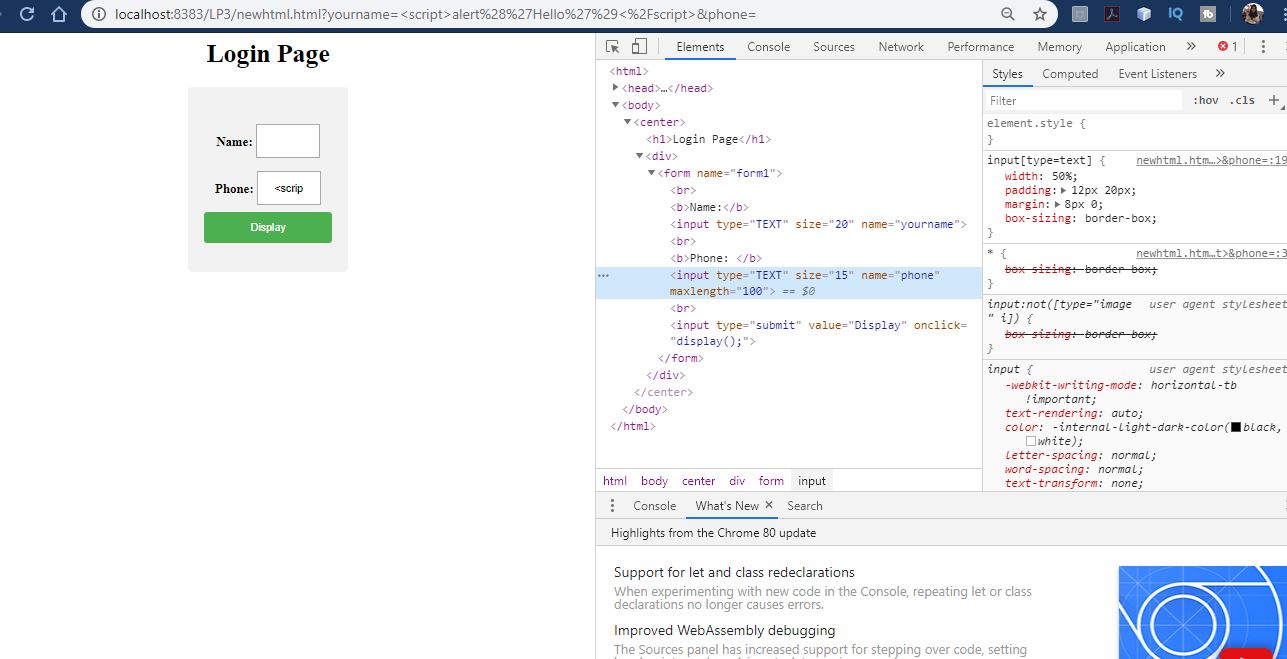 localhost:8383/LP3/newhtml.html?yourname=<script>alert%28%27Hello%27%29<%2Fscript>&phone=
IQ
tb
Login Page
Name:
Phone: <scrip
Display
Elements Console Sources Network Performance Memory Application » 1
<html>
<head>…</head>
<body>
<center>
<h1>Login Page</h1>
<div>
<form name="form1">
<br>
<b>Name:</b>
<input type="TEXT" size="20" name="yourname">
<br>
<b>Phone: </b>
<input type="TEXT" size="15" name="phone"
maxlength="100"> == $0
<br>
<input type="submit" value="Display" onclick=
"display();">
</form>
</div>
</center>
</body>
</html>
html body center div form input
Styles Computed Event Listeners »
Filter :hov .cls +
element.style {
}
input[type=text] { newhtml.htm…>&phone=:19
width: 50%;
padding: 12px 20px;
margin: 8px 0;
box-sizing: border-box;
}
* { newhtml.htm…t>&phone=:3
box-sizing: border-box;
}
input:not([type="image user agent stylesheet
" i]) {
box-sizing: border-box;
}
input { user agent stylesheet
-webkit-writing-mode: horizontal-tb
!important;
text-rendering: auto;
color: -internal-light-dark-color(black,
white);
letter-spacing: normal;
word-spacing: normal;
text-transform: none;
Console What's New × Search
Highlights from the Chrome 80 update
Support for let and class redeclarations
When experimenting with new code in the Console, repeating let or class
declarations no longer causes errors.
Improved WebAssembly debugging
The Sources panel has increased support for stepping over code, setting